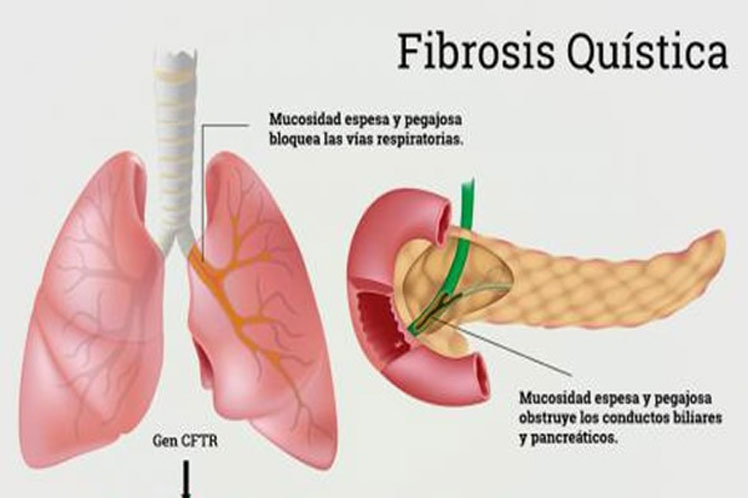 Fibrosis Quística
Mucosidad espesa y pegajosa
bloquea las vías respiratorias.
Mucosidad espesa y pegajosa
obstruye los conductos biliares
y pancreáticos.
Gen CFTR